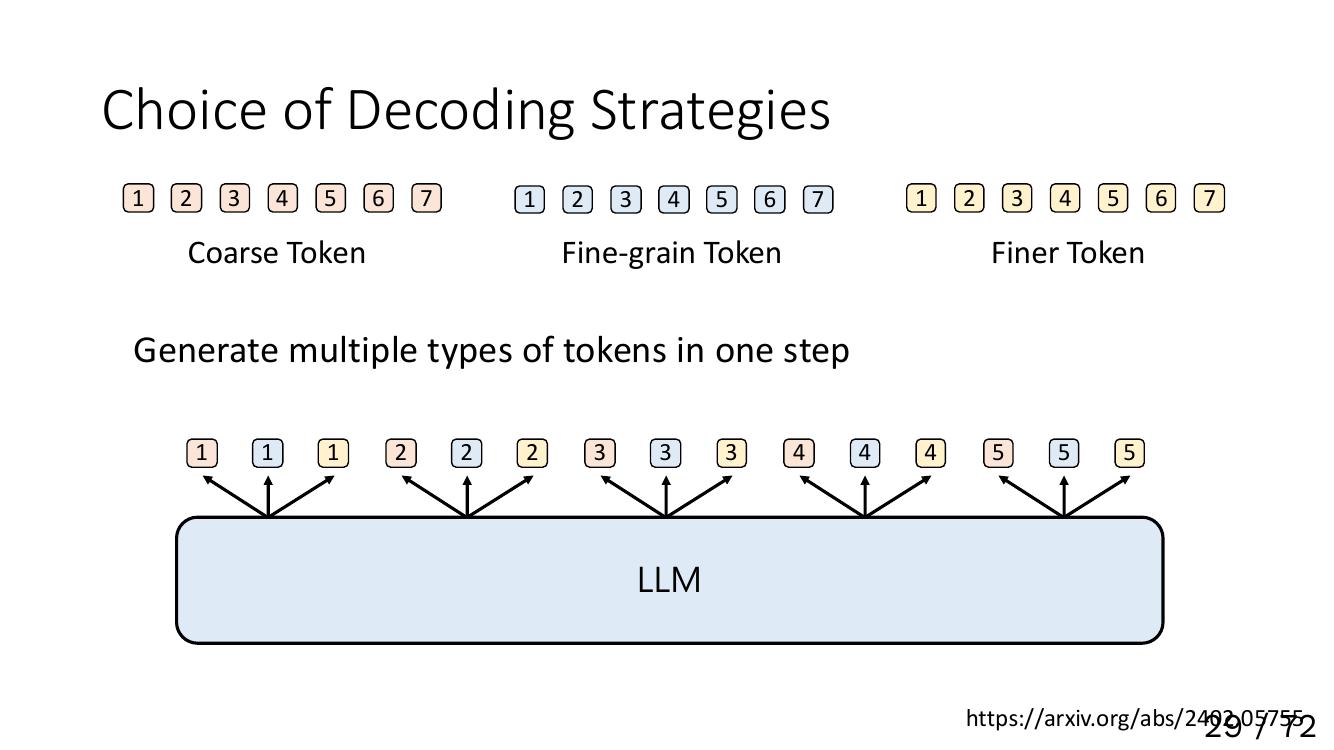 Choice of Decoding Strategies
1 2 3 4 5 6 7 1 2 3 4 5 6 7 1 2 3 4 5 6 7
Coarse Token Fine-grain Token Finer Token
Generate multiple types of tokens in one step
1 1 1 2 2 2 3 3 3 4 4 4 5 5 5
LLM
https://arxiv.org/abs/2402.05755
29 / 72